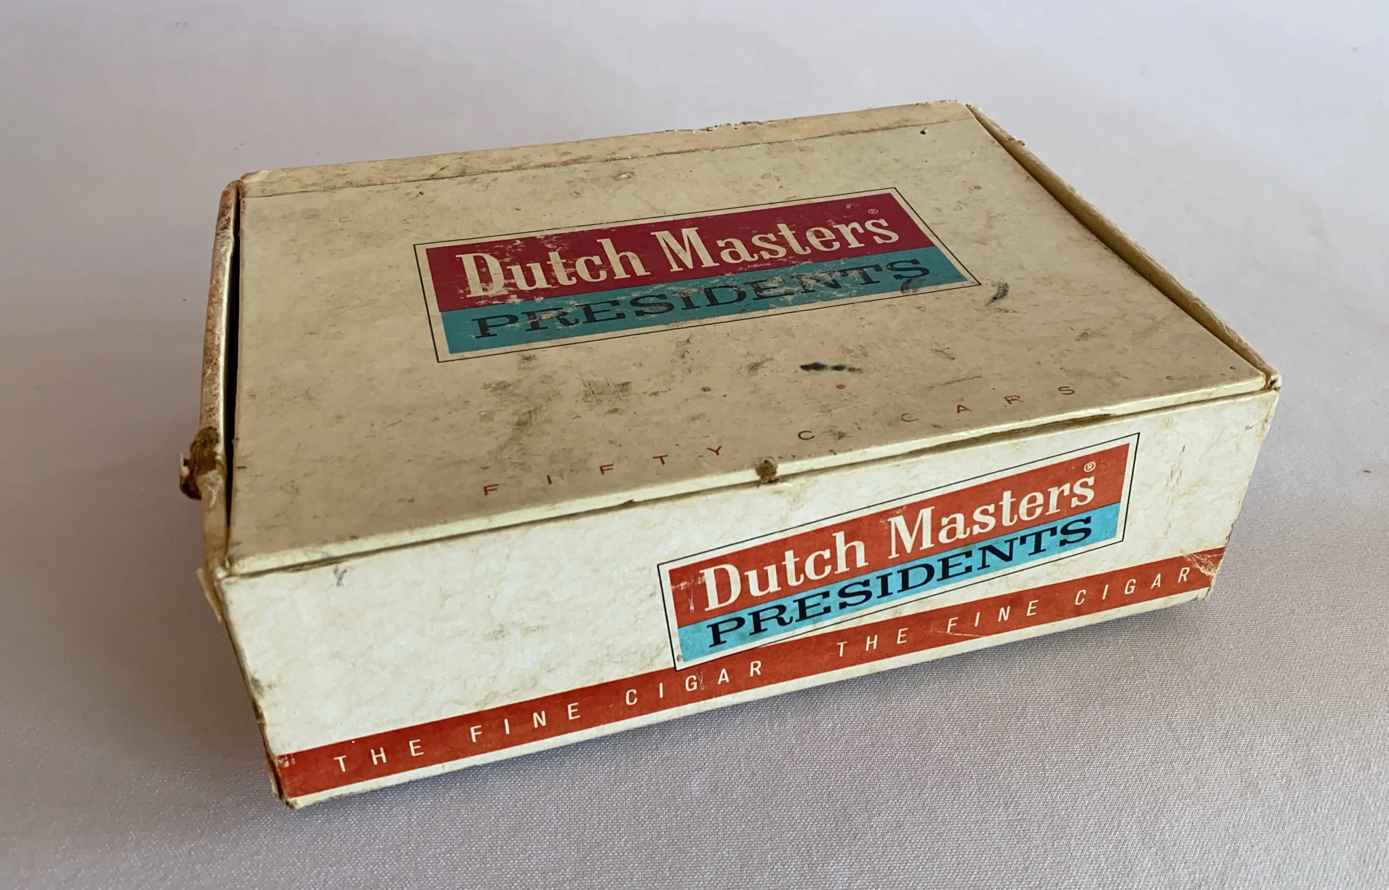 Dutch Masters®
PRESIDENTS
FIFTY CIGARS
Dutch Masters®
PRESIDENTS
THE FINE CIGAR THE FINE CIGAR